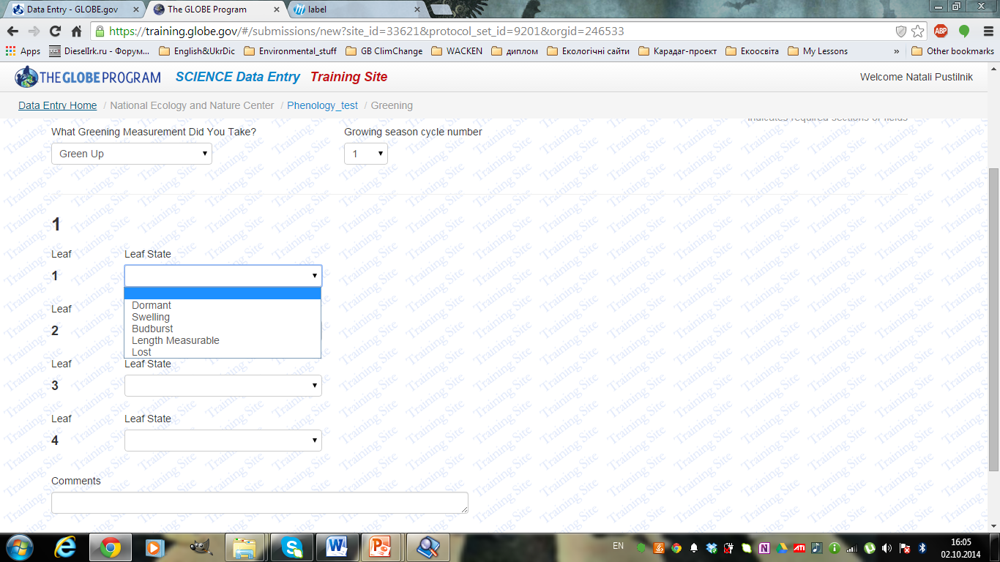 Data Entry - GLOBE.gov
The GLOBE Program
label
https://training.globe.gov/#/submissions/new?site_id=33621&protocol_set_id=9201&orgid=246533
ABP
Apps
Diesellrk.ru - Форум...
English&UkrDic
Environmental_stuff
GB ClimChange
WACKEN
диплом
Екологічні сайти
Карадаг-проект
Екоосвіта
My Lessons
»
Other bookmarks
THE GLOBE PROGRAM SCIENCE Data Entry Training Site
Welcome Natali Pustilnik
Data Entry Home / National Ecology and Nature Center / Phenology_test / Greening
indicates required sections or fields
What Greening Measurement Did You Take?
Growing season cycle number
Green Up
1
1
Leaf
Leaf State
1
Dormant
Swelling
Budburst
Length Measurable
Lost
Leaf
2
Leaf
Leaf State
3
Leaf
Leaf State
4
Comments
Training Site
EN
16:05
02.10.2014